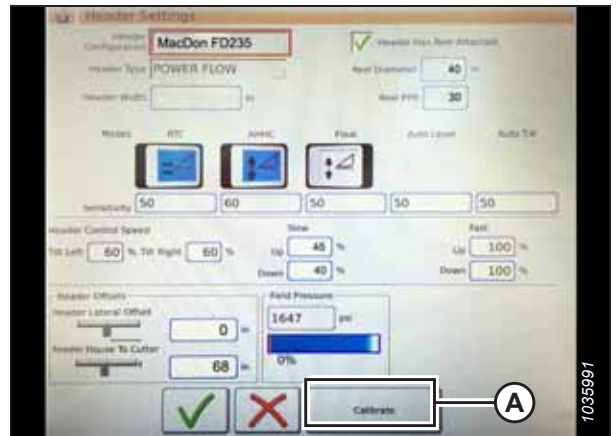 Header Settings
Header Configuration MacDon FD235 Header Has Reel Attached
Header Type POWER FLOW Reel Diameter 40 in
Header Width in Reel PPR 30
Modes RTC AHHC Float Auto Level Auto Tilt
Sensitivity 50 60 50 50 50
Header Control Speed Slow Fast
Tilt Left 60 % Tilt Right 60 % Up 46 % Up 100 %
Down 40 % Down 100 %
Header Offsets Field Pressure
Header Lateral Offset 1647 psi
0 in
Feeder House To Cutter 0%
68 in
Calibrate A
1035991